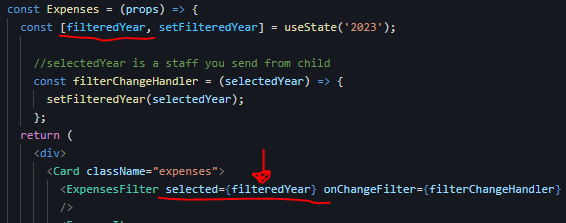 const Expenses = (props) => {
const [filteredYear, setFilteredYear] = useState('2023');
//selectedYear is a staff you send from child
const filterChangeHandler = (selectedYear) => {
setFilteredYear(selectedYear);
};
return (
<div>
<Card className="expenses">
<ExpensesFilter selected={filteredYear} onChangeFilter={filterChangeHandler}
/>